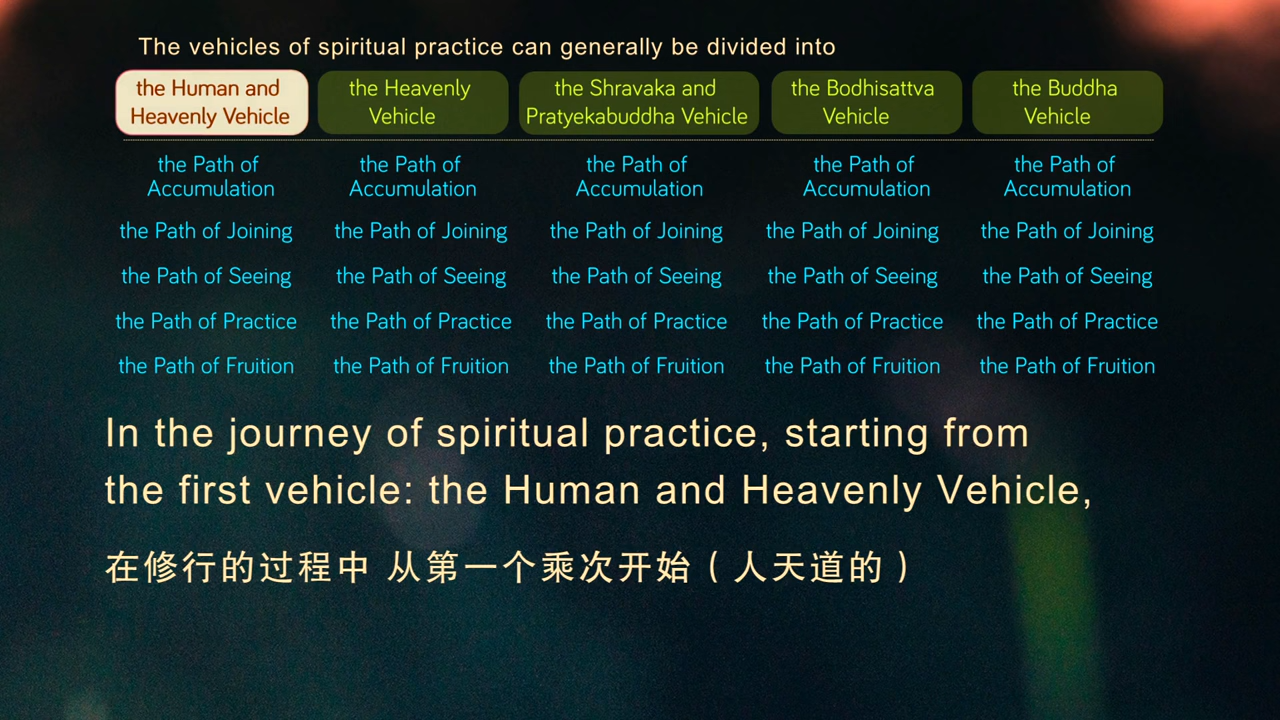 The vehicles of spiritual practice can generally be divided into
the Human and
Heavenly Vehicle
the Heavenly
Vehicle
the Shravaka and
Pratyekabuddha Vehicle
the Bodhisattva
Vehicle
the Buddha
Vehicle
the Path of
Accumulation
the Path of
Accumulation
the Path of
Accumulation
the Path of
Accumulation
the Path of
Accumulation
the Path of Joining
the Path of Joining
the Path of Joining
the Path of Joining
the Path of Joining
the Path of Seeing
the Path of Seeing
the Path of Seeing
the Path of Seeing
the Path of Seeing
the Path of Practice
the Path of Practice
the Path of Practice
the Path of Practice
the Path of Practice
the Path of Fruition
the Path of Fruition
the Path of Fruition
the Path of Fruition
the Path of Fruition
In the journey of spiritual practice, starting from
the first vehicle: the Human and Heavenly Vehicle,
在修行的过程中 从第一个乘次开始（人天道的）